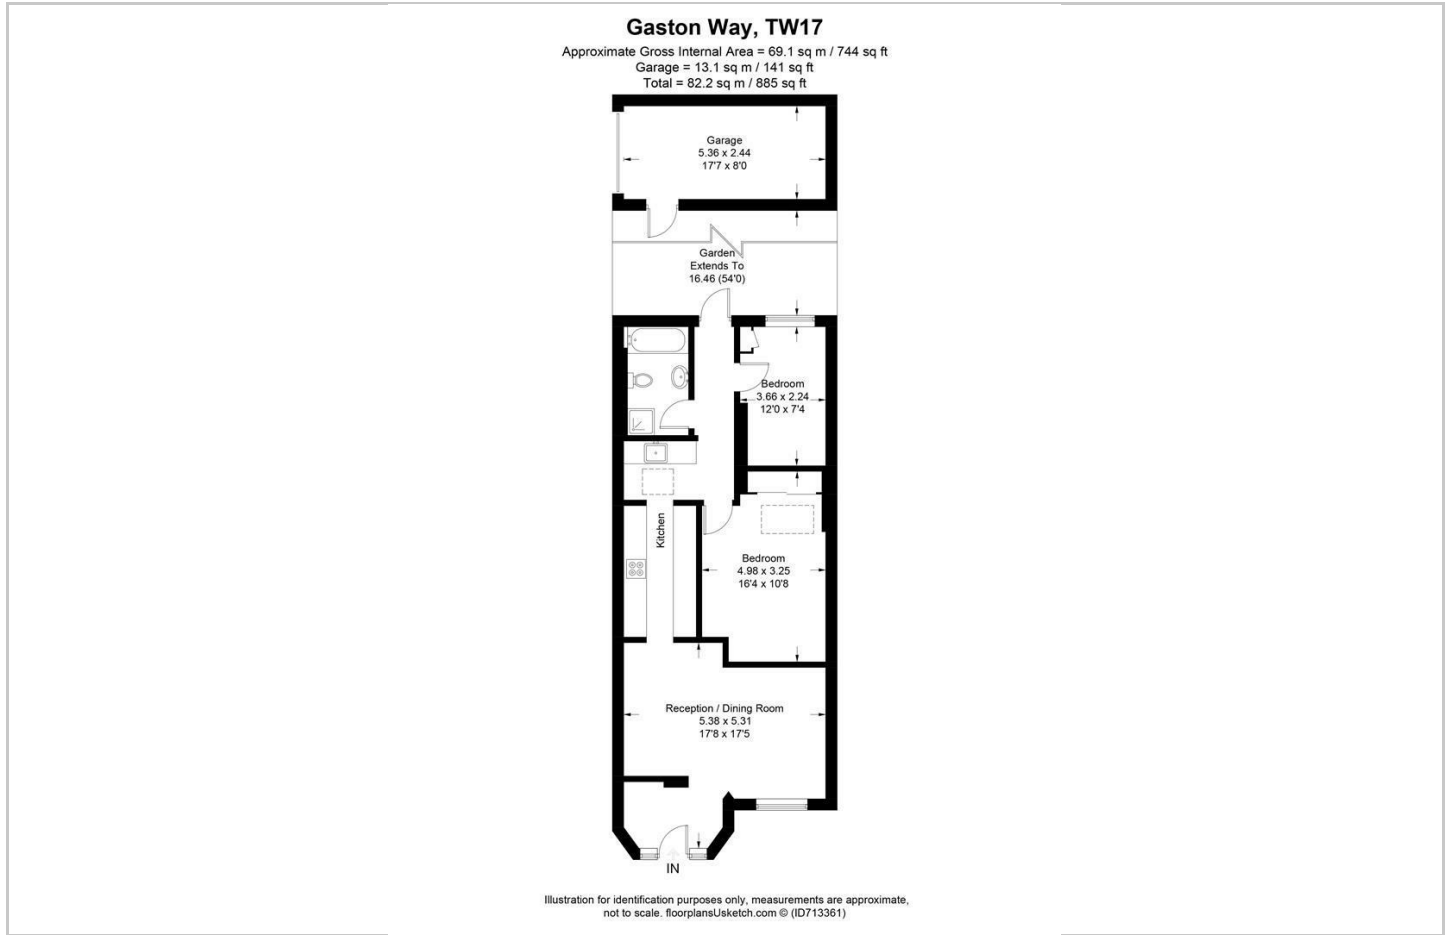 Gaston Way, TW17
Approximate Gross Internal Area = 69.1 sq m / 744 sq ft
Garage = 13.1 sq m / 141 sq ft
Total = 82.2 sq m / 885 sq ft
Garage
5.36 x 2.44
17'7 x 8'0
Garden
Extends To
16.46 (54'0)
Bedroom
3.66 x 2.24
12'0 x 7'4
Kitchen
Bedroom
4.98 x 3.25
16'4 x 10'8
Reception / Dining Room
5.38 x 5.31
17'8 x 17'5
IN
Illustration for identification purposes only, measurements are approximate,
not to scale. floorplansUsketch.com © (ID713361)